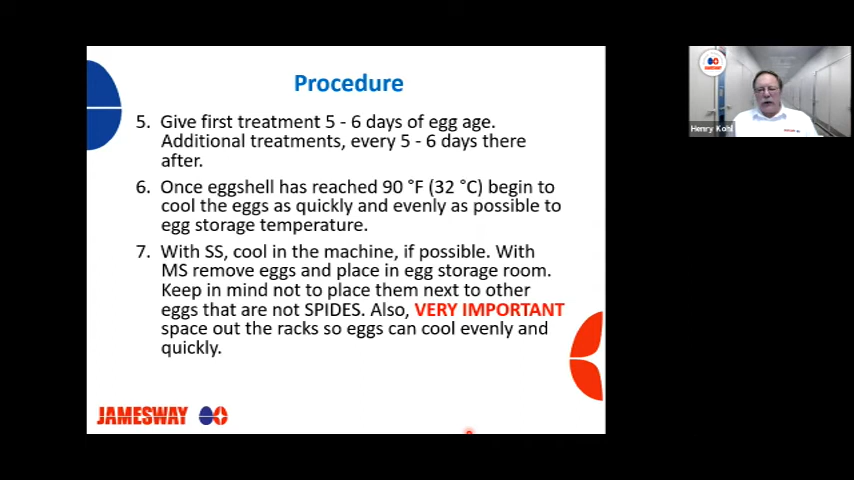 Procedure
5. Give first treatment 5 - 6 days of egg age.
Additional treatments, every 5 - 6 days there
after.
6. Once eggshell has reached 90 °F (32 °C) begin to
cool the eggs as quickly and evenly as possible to
egg storage temperature.
7. With SS, cool in the machine, if possible. With
MS remove eggs and place in egg storage room.
Keep in mind not to place them next to other
eggs that are not SPIDES. Also, VERY IMPORTANT
space out the racks so eggs can cool evenly and
quickly.
JAMESWAY
JAMESWAY
Henry Kohl